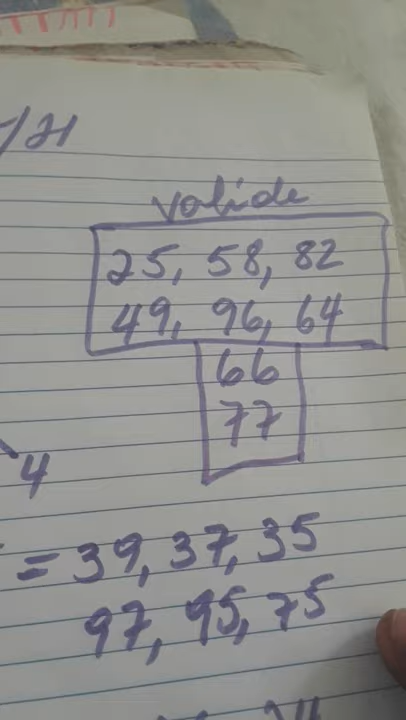 /21
valide
25, 58, 82
49, 96, 64
66
77
4
= 39, 37, 35
97, 95, 75